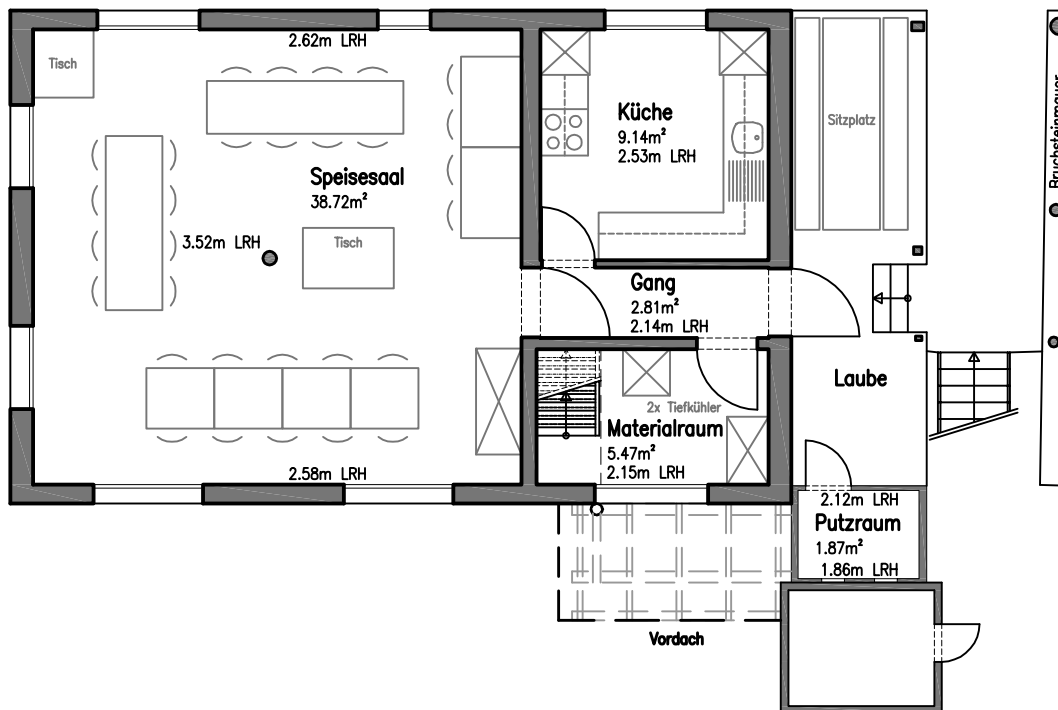 2.62m LRH
Tisch
Küche
9.14m²
2.53m LRH
Sitzplatz
Bruchsteinmauer
Speisesaal
38.72m²
3.52m LRH
Tisch
Gang
2.81m²
2.14m LRH
Laube
2x Tiefkühler
Materialraum
5.47m²
2.15m LRH
2.58m LRH
2.12m LRH
Putzraum
1.87m²
1.86m LRH
Vordach